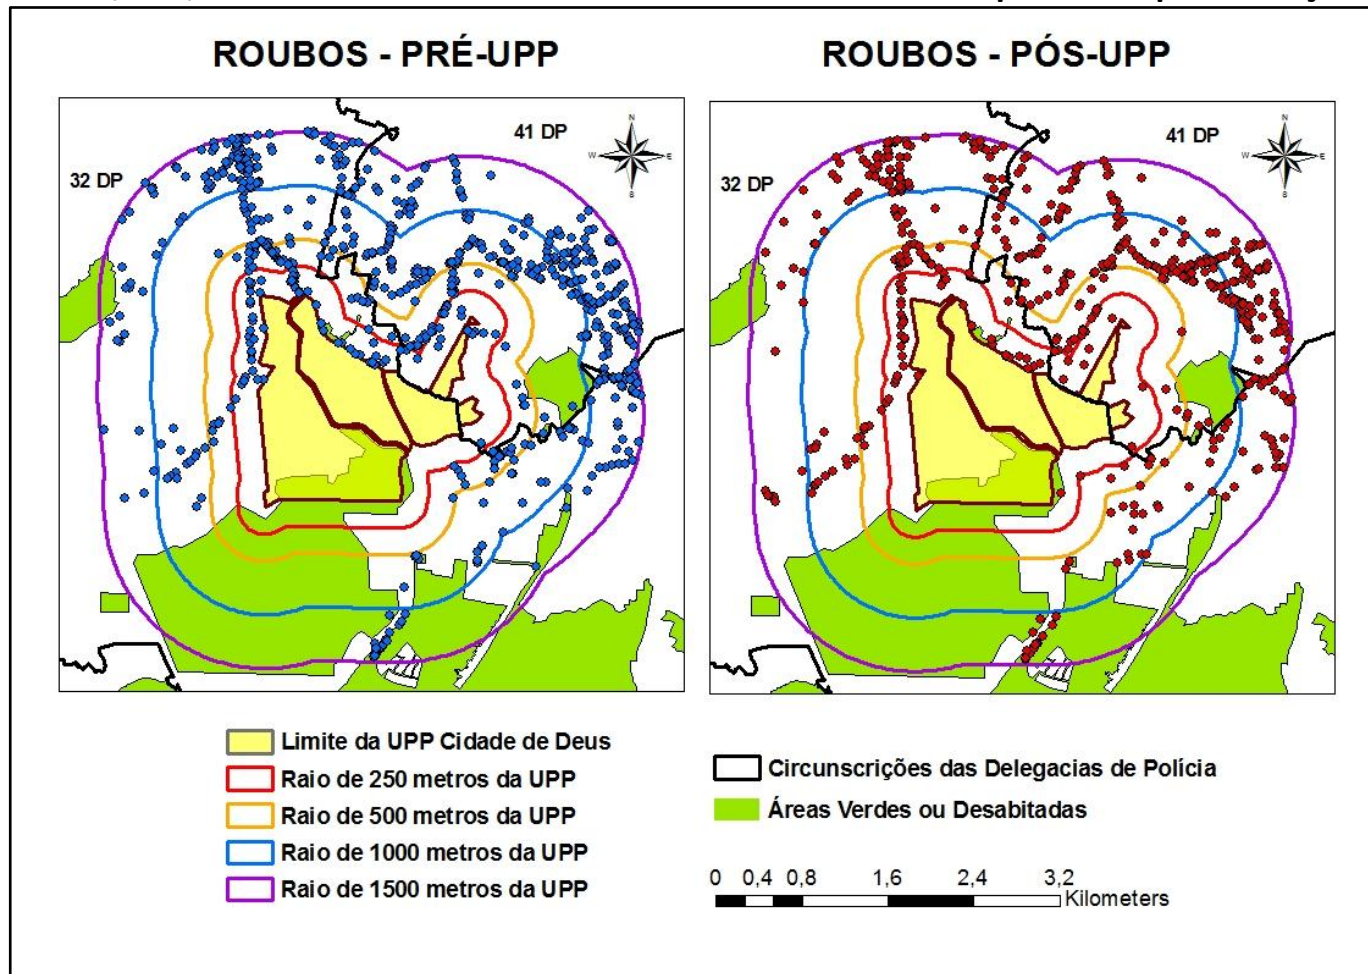 ROUBOS - PRÉ-UPP
ROUBOS - PÓS-UPP
41 DP
32 DP
N
W
E
S
41 DP
32 DP
N
W
E
S
Limite da UPP Cidade de Deus
Raio de 250 metros da UPP
Raio de 500 metros da UPP
Raio de 1000 metros da UPP
Raio de 1500 metros da UPP
Circunscrições das Delegacias de Polícia
Áreas Verdes ou Desabitadas
0 0,4 0,8 1,6 2,4 3,2
Kilometers